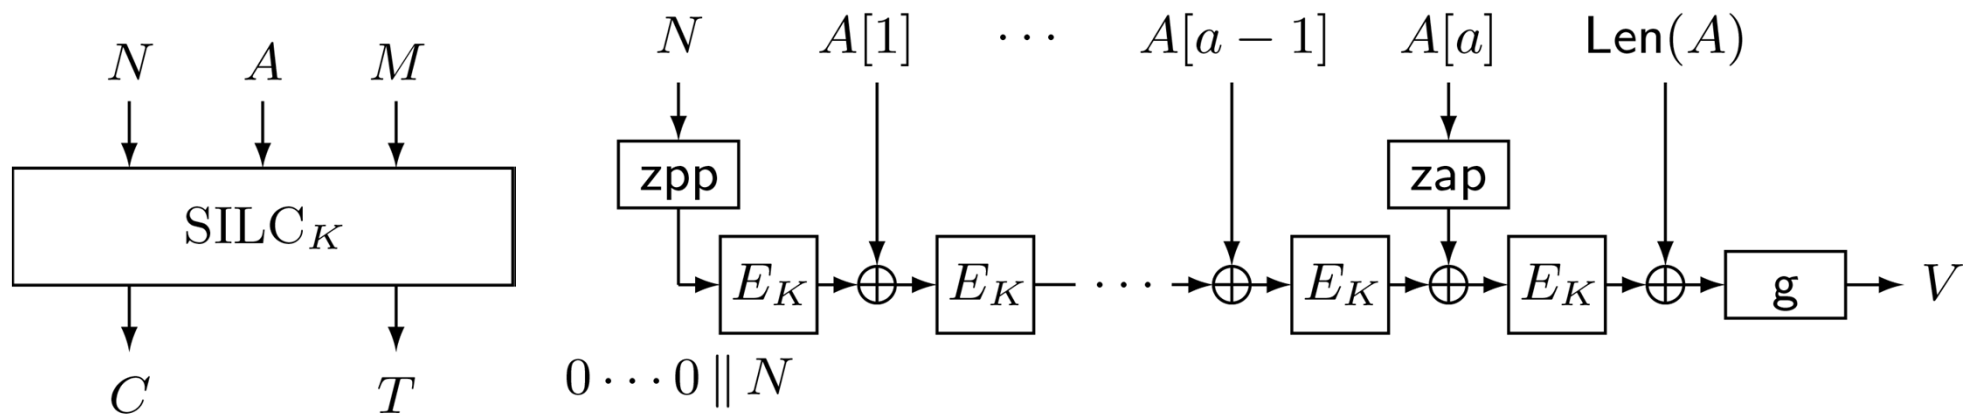 N A M
SILC_K
C T
N A[1] ⋯ A[a − 1] A[a] Len(A)
zpp zap
E_K E_K ⋯ E_K E_K g V
0⋯0 ∥ N